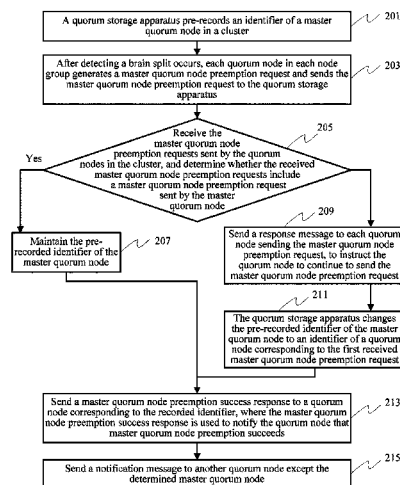 A quorum storage apparatus pre-records an identifier of a master
quorum node in a cluster
201
After detecting a brain split occurs, each quorum node in each node
group generates a master quorum node preemption request and sends the
master quorum node preemption request to the quorum storage
apparatus
203
Receive the
master quorum node
preemption requests sent by the quorum
nodes in the cluster, and determine whether the received
master quorum node preemption requests include
a master quorum node preemption request
sent by the master
quorum node
205
Yes
Maintain the pre-
recorded identifier of the
master quorum node
207
209
Send a response message to each quorum
node sending the master quorum node
preemption request, to instruct the
quorum node to continue to send the
master quorum node preemption request
211
The quorum storage apparatus changes
the pre-recorded identifier of the master
quorum node to an identifier of a quorum
node corresponding to the first received
master quorum node preemption request
Send a master quorum node preemption success response to a quorum
node corresponding to the recorded identifier, where the master quorum
node preemption success response is used to notify the quorum node that
master quorum node preemption succeeds
213
Send a notification message to another quorum node except the
determined master quorum node
215